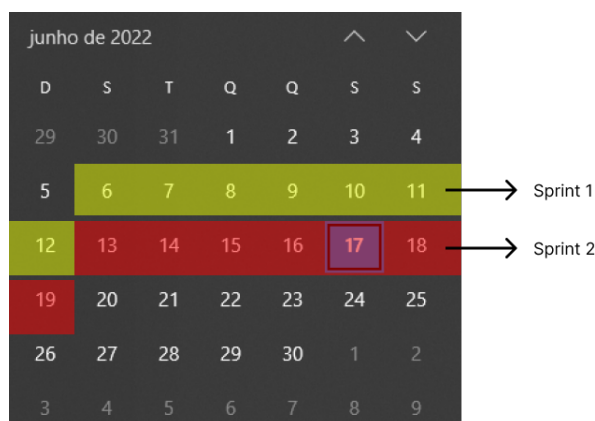 junho de 2022
D S T Q Q S S
29 30 31 1 2 3 4
5 6 7 8 9 10 11 Sprint 1
12 13 14 15 16 17 18 Sprint 2
19 20 21 22 23 24 25
26 27 28 29 30 1 2
3 4 5 6 7 8 9